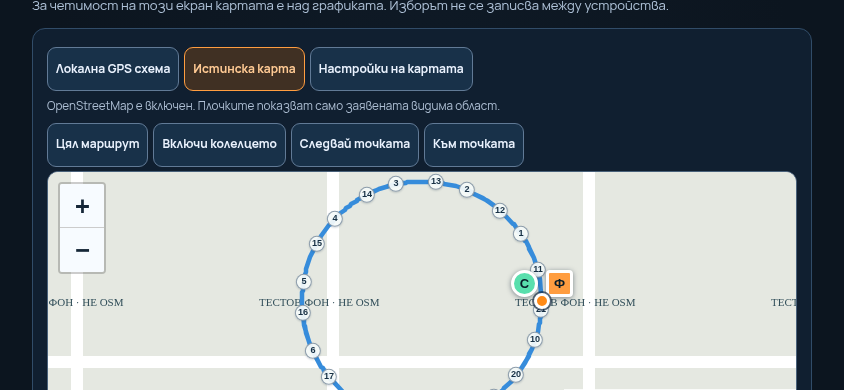 За четимост на този екран картата е над графиката. Изборът не се записва между устройства.
Локална GPS схема
Истинска карта
Настройки на картата
OpenStreetMap е включен. Плочките показват само заявената видима област.
Цял маршрут
Включи колелцето
Следвай точката
Към точката
+
−
3
13
14
2
12
4
1
15
11
5
С
Ф
ФОН · НЕ ОСМ
ТЕСТОВ ФОН · НЕ OSM
ТЕСТОВ ФОН · НЕ OSM
ТЕСТ
16
21
10
6
17
20